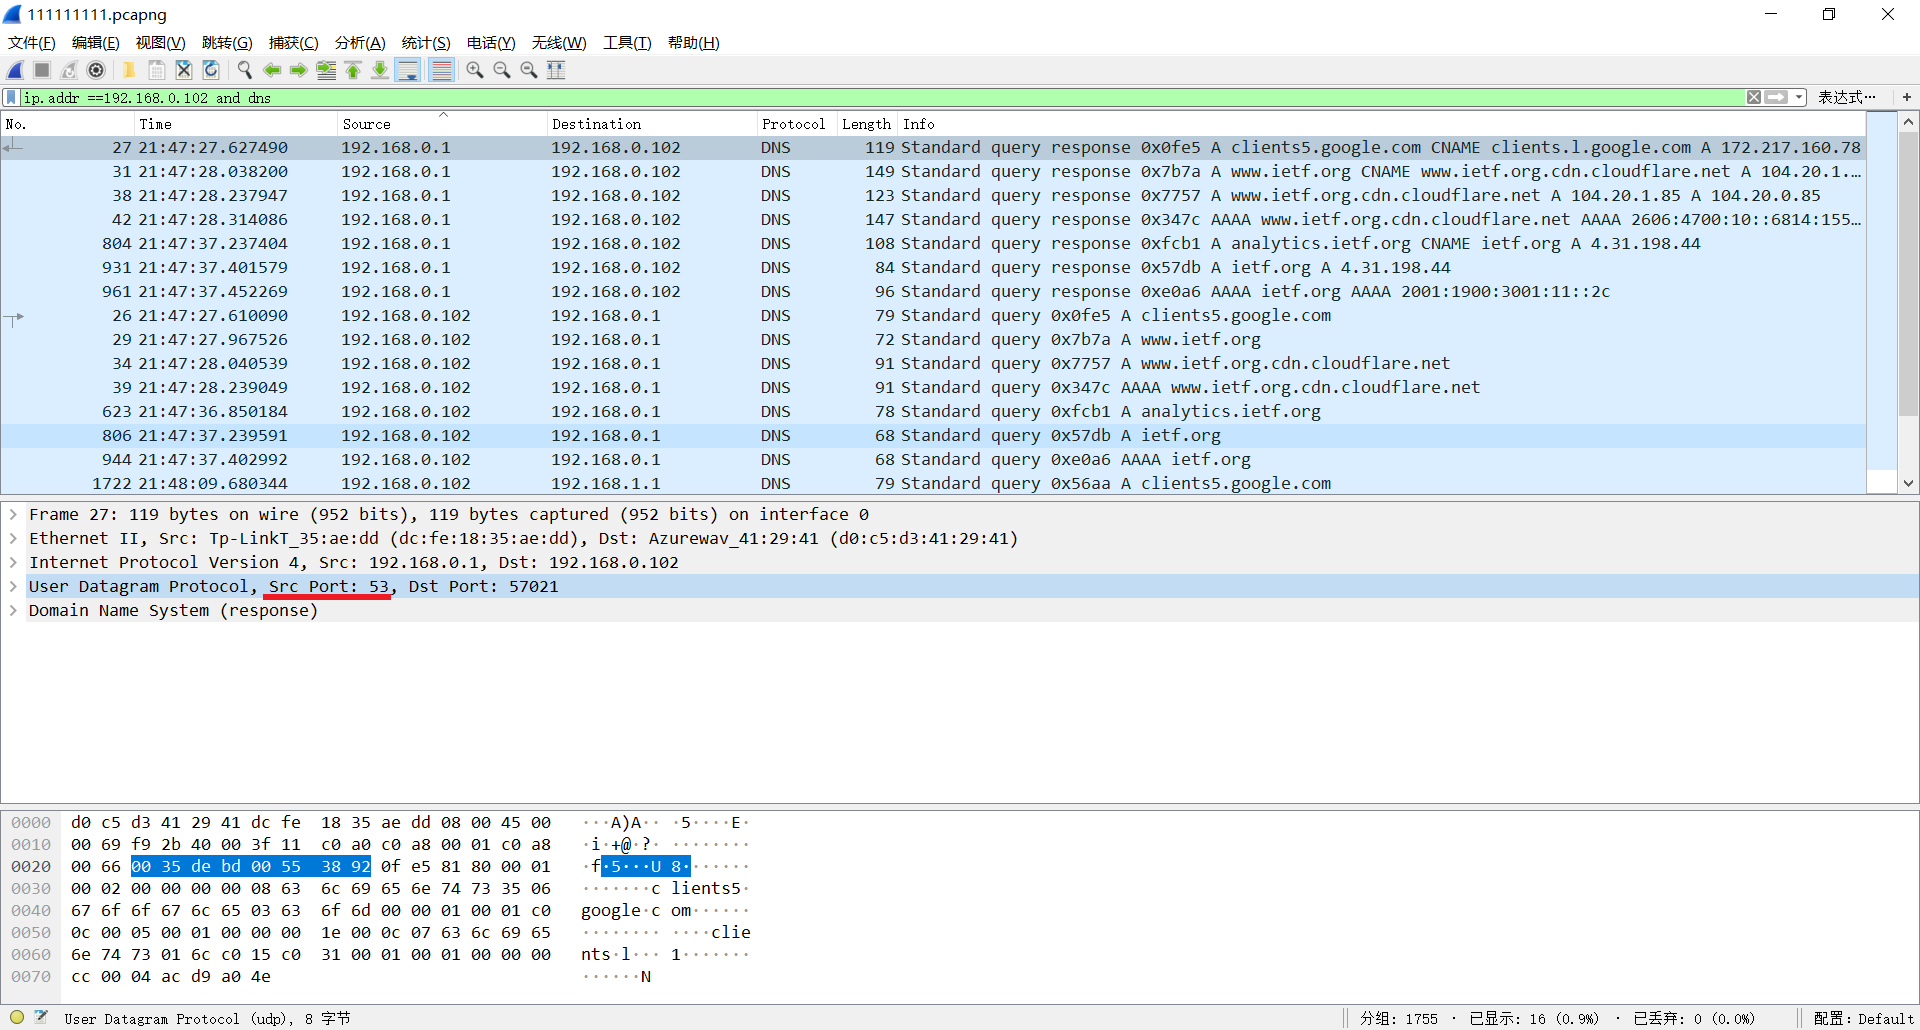 111111111.pcapng
文件(F) 编辑(E) 视图(V) 跳转(G) 捕获(C) 分析(A) 统计(S) 电话(Y) 无线(W) 工具(T) 帮助(H)
ip.addr ==192.168.0.102 and dns 表达式… +
No. Time Source Destination Protocol Length Info
27 21:47:27.627490 192.168.0.1 192.168.0.102 DNS 119 Standard query response 0x0fe5 A clients5.google.com CNAME clients.l.google.com A 172.217.160.78
31 21:47:28.038200 192.168.0.1 192.168.0.102 DNS 149 Standard query response 0x7b7a A www.ietf.org CNAME www.ietf.org.cdn.cloudflare.net A 104.20.1.…
38 21:47:28.237947 192.168.0.1 192.168.0.102 DNS 123 Standard query response 0x7757 A www.ietf.org.cdn.cloudflare.net A 104.20.1.85 A 104.20.0.85
42 21:47:28.314086 192.168.0.1 192.168.0.102 DNS 147 Standard query response 0x347c AAAA www.ietf.org.cdn.cloudflare.net AAAA 2606:4700:10::6814:155…
804 21:47:37.237404 192.168.0.1 192.168.0.102 DNS 108 Standard query response 0xfcb1 A analytics.ietf.org CNAME ietf.org A 4.31.198.44
931 21:47:37.401579 192.168.0.1 192.168.0.102 DNS 84 Standard query response 0x57db A ietf.org A 4.31.198.44
961 21:47:37.452269 192.168.0.1 192.168.0.102 DNS 96 Standard query response 0xe0a6 AAAA ietf.org AAAA 2001:1900:3001:11::2c
26 21:47:27.610090 192.168.0.102 192.168.0.1 DNS 79 Standard query 0x0fe5 A clients5.google.com
29 21:47:27.967526 192.168.0.102 192.168.0.1 DNS 72 Standard query 0x7b7a A www.ietf.org
34 21:47:28.040539 192.168.0.102 192.168.0.1 DNS 91 Standard query 0x7757 A www.ietf.org.cdn.cloudflare.net
39 21:47:28.239049 192.168.0.102 192.168.0.1 DNS 91 Standard query 0x347c AAAA www.ietf.org.cdn.cloudflare.net
623 21:47:36.850184 192.168.0.102 192.168.0.1 DNS 78 Standard query 0xfcb1 A analytics.ietf.org
806 21:47:37.239591 192.168.0.102 192.168.0.1 DNS 68 Standard query 0x57db A ietf.org
944 21:47:37.402992 192.168.0.102 192.168.0.1 DNS 68 Standard query 0xe0a6 AAAA ietf.org
1722 21:48:09.680344 192.168.0.102 192.168.1.1 DNS 79 Standard query 0x56aa A clients5.google.com
Frame 27: 119 bytes on wire (952 bits), 119 bytes captured (952 bits) on interface 0
Ethernet II, Src: Tp-LinkT_35:ae:dd (dc:fe:18:35:ae:dd), Dst: Azurewav_41:29:41 (d0:c5:d3:41:29:41)
Internet Protocol Version 4, Src: 192.168.0.1, Dst: 192.168.0.102
User Datagram Protocol, Src Port: 53, Dst Port: 57021
Domain Name System (response)
0000 d0 c5 d3 41 29 41 dc fe 18 35 ae dd 08 00 45 00 ···A)A·· ·5····E·
0010 00 69 f9 2b 40 00 3f 11 c0 a0 c0 a8 00 01 c0 a8 ·i·+@·?· ········
0020 00 66 00 35 de bd 00 55 38 92 0f e5 81 80 00 01 ·f·5···U 8·······
0030 00 02 00 00 00 00 08 63 6c 69 65 6e 74 73 35 06 ·······c lients5·
0040 67 6f 6f 67 6c 65 03 63 6f 6d 00 00 01 00 01 c0 google·c om······
0050 0c 00 05 00 01 00 00 00 1e 00 0c 07 63 6c 69 65 ········ ····clie
0060 6e 74 73 01 6c c0 15 c0 31 00 01 00 01 00 00 00 nts·l··· 1·······
0070 cc 00 04 ac d9 a0 4e ······N
User Datagram Protocol (udp), 8 字节 分组: 1755 · 已显示: 16 (0.9%) · 已丢弃: 0 (0.0%) 配置: Default